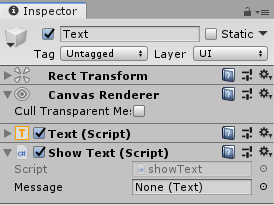 Inspector
Text
Static
Tag Untagged Layer UI
Rect Transform
Canvas Renderer
Cull Transparent Me
Text (Script)
Show Text (Script)
Script showText
Message None (Text)